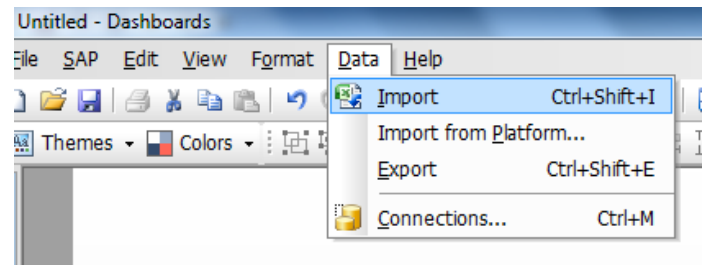 Untitled - Dashboards
File SAP Edit View Format Data Help
Import Ctrl+Shift+I
Themes Colors
Import from Platform...
Export Ctrl+Shift+E
Connections... Ctrl+M